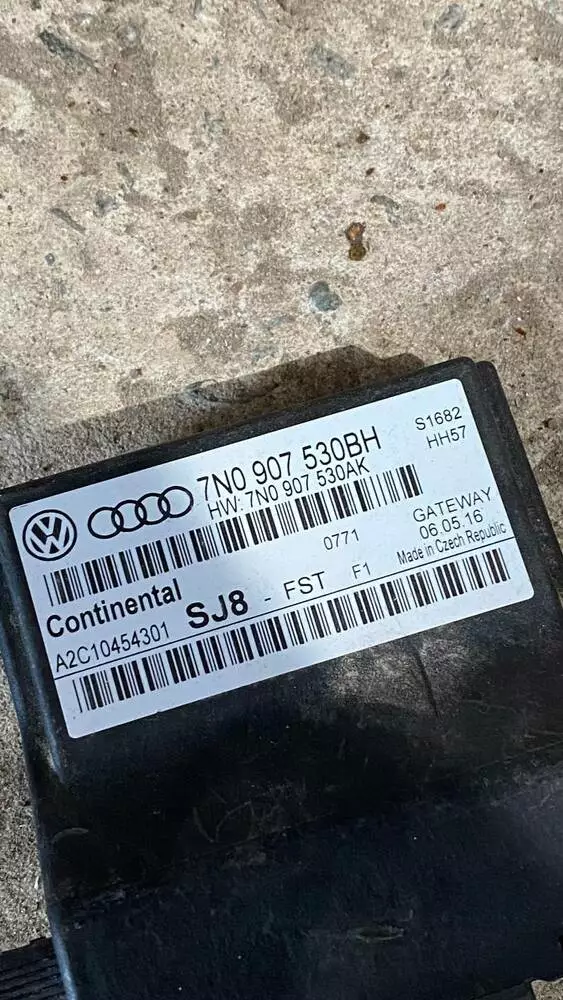 7N0 907 530BH
HW: 7N0 907 530AK
S1682
HH57
Continental
0771
GATEWAY
06.05.16
A2C10454301
SJ8 - FST F1
Made in Czech Republic